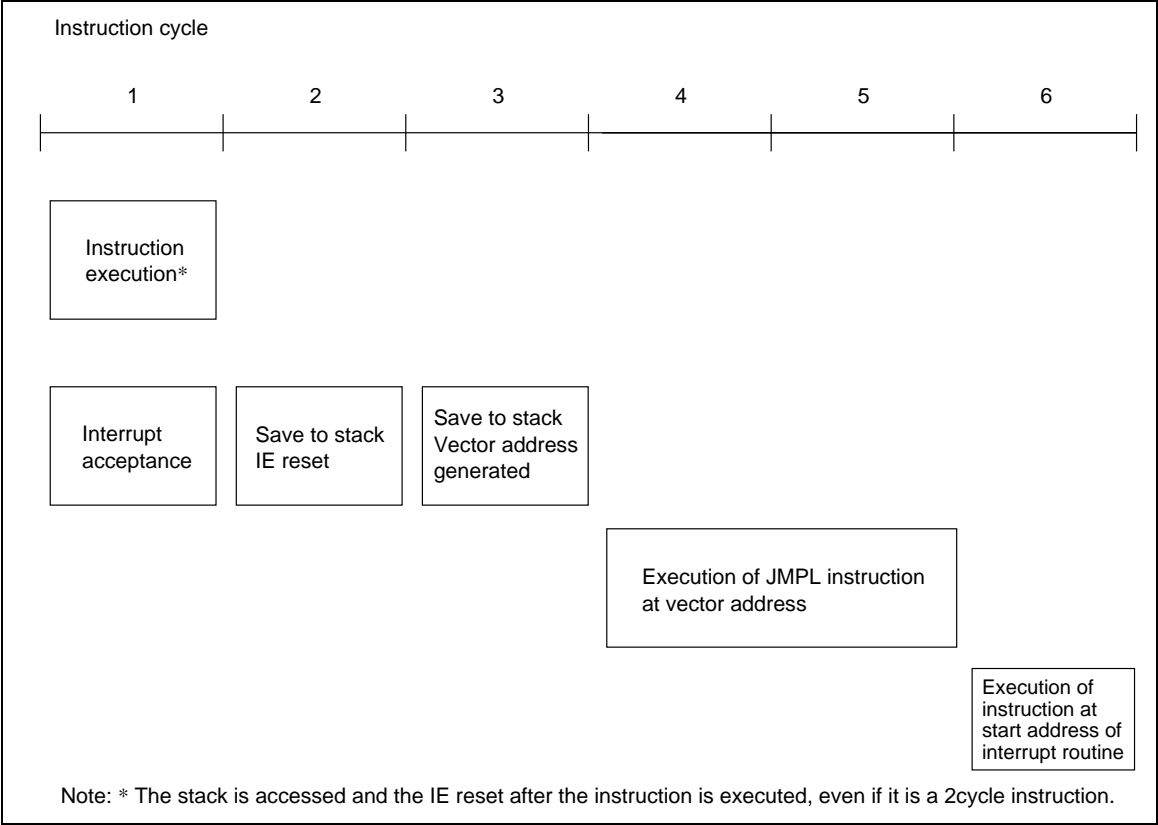 Instruction cycle
1 2 3 4 5 6
Instruction
execution*
Interrupt
acceptance
Save to stack
IE reset
Save to stack
Vector address
generated
Execution of JMPL instruction
at vector address
Execution of
instruction at
start address of
interrupt routine
Note: * The stack is accessed and the IE reset after the instruction is executed, even if it is a 2cycle instruction.